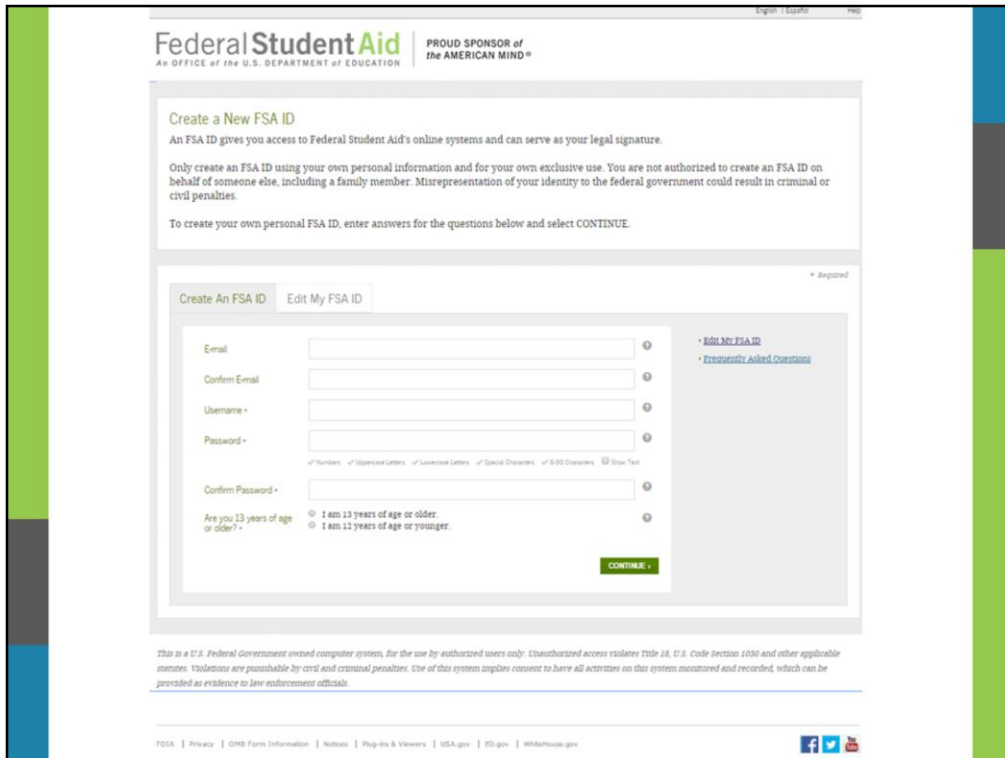 English | Español Help
Federal Student Aid
An OFFICE of the U.S. DEPARTMENT of EDUCATION
PROUD SPONSOR of
the AMERICAN MIND®
Create a New FSA ID
An FSA ID gives you access to Federal Student Aid's online systems and can serve as your legal signature.
Only create an FSA ID using your own personal information and for your own exclusive use. You are not authorized to create an FSA ID on
behalf of someone else, including a family member. Misrepresentation of your identity to the federal government could result in criminal or
civil penalties.
To create your own personal FSA ID, enter answers for the questions below and select CONTINUE.
* Required
Create An FSA ID Edit My FSA ID
E-mail
Confirm E-mail
Username *
Password *
Numbers Uppercase Letters Lowercase Letters Special Characters 8-30 Characters Show Text
Confirm Password *
Are you 13 years of age
or older? *
I am 13 years of age or older.
I am 12 years of age or younger.
CONTINUE ›
• Edit My FSA ID
• Frequently Asked Questions
This is a U.S. Federal Government owned computer system, for the use by authorized users only. Unauthorized access violates Title 18, U.S. Code Section 1030 and other applicable
statutes. Violations are punishable by civil and criminal penalties. Use of this system implies consent to have all activities on this system monitored and recorded, which can be
provided as evidence to law enforcement officials.
FOIA | Privacy | OMB Form Information | Notices | Plug-ins & Viewers | USA.gov | ED.gov | WhiteHouse.gov
You Tube